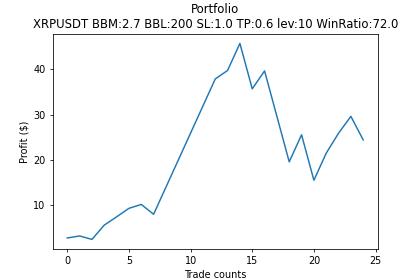 Portfolio
XRPUSDT BBM:2.7 BBL:200 SL:1.0 TP:0.6 lev:10 WinRatio:72.0
40
30
20
10
Profit ($)
0 5 10 15 20 25
Trade counts